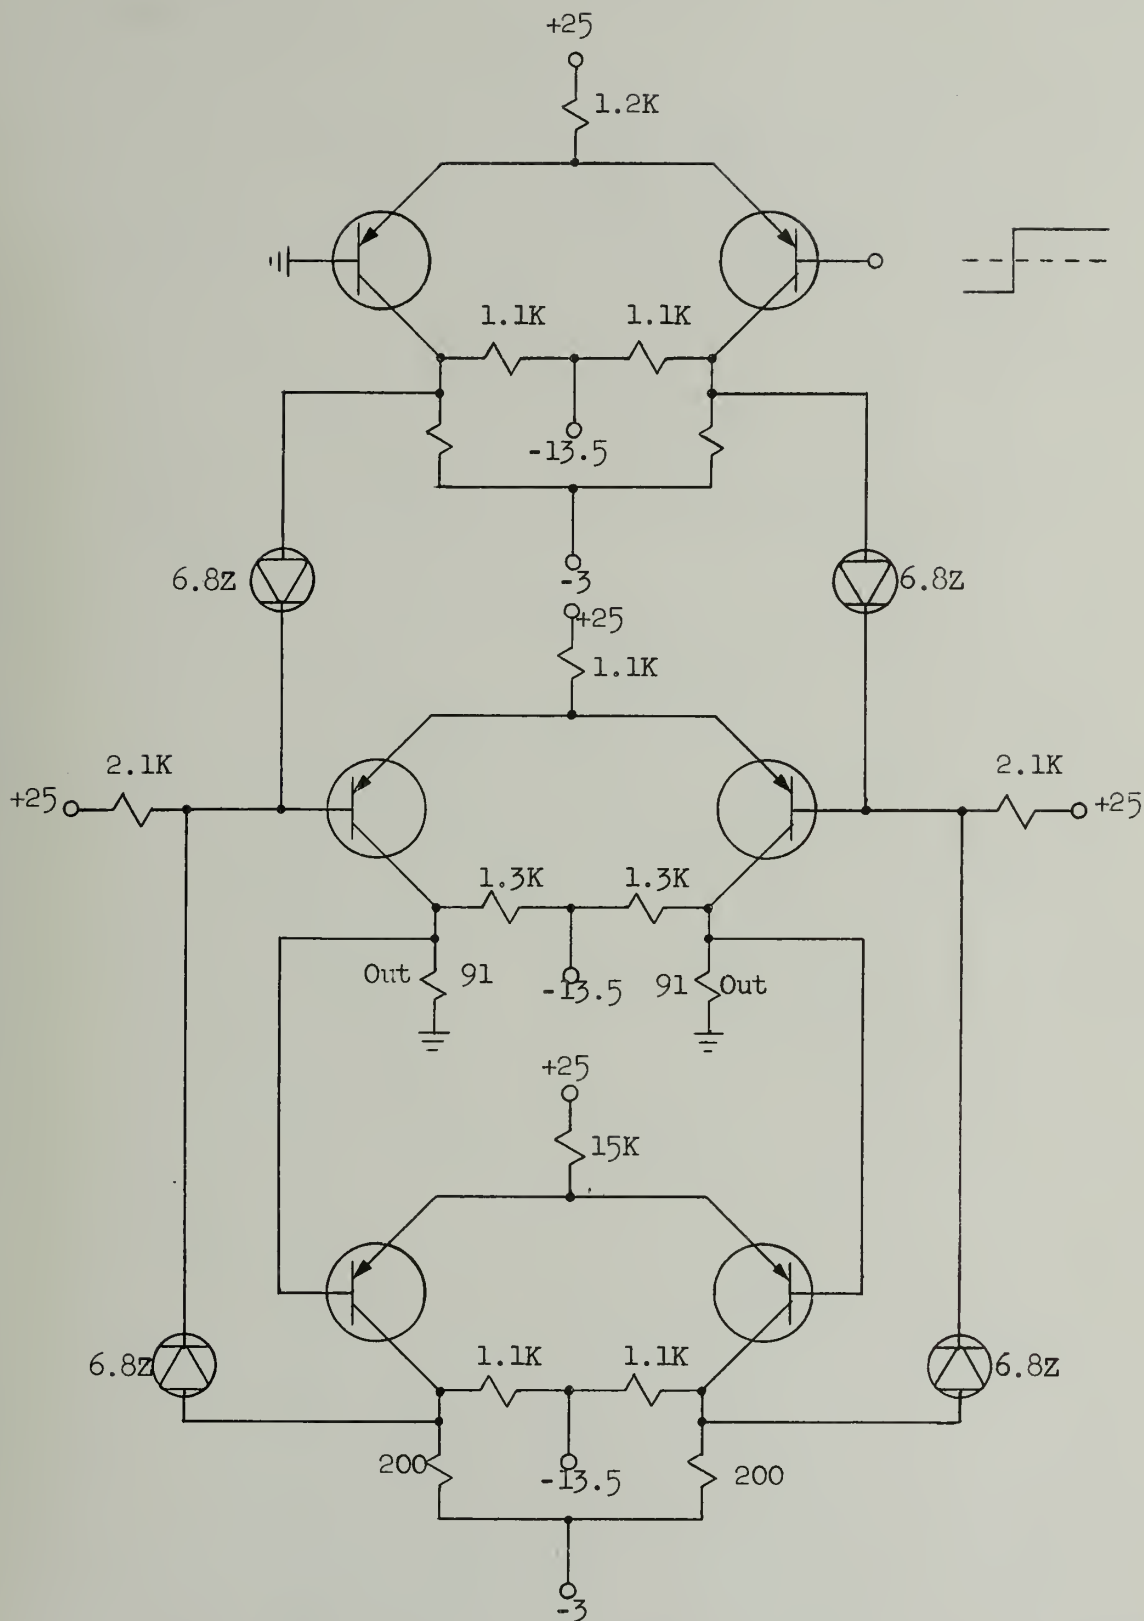 +25
1.2K
1.1K 1.1K
-13.5
6.8Z 6.8Z
-3
+25
1.1K
2.1K 2.1K
+25 +25
1.3K 1.3K
Out 91 -13.5 91 Out
+25
15K
6.8Z 1.1K 1.1K 6.8Z
200 -13.5 200
-3